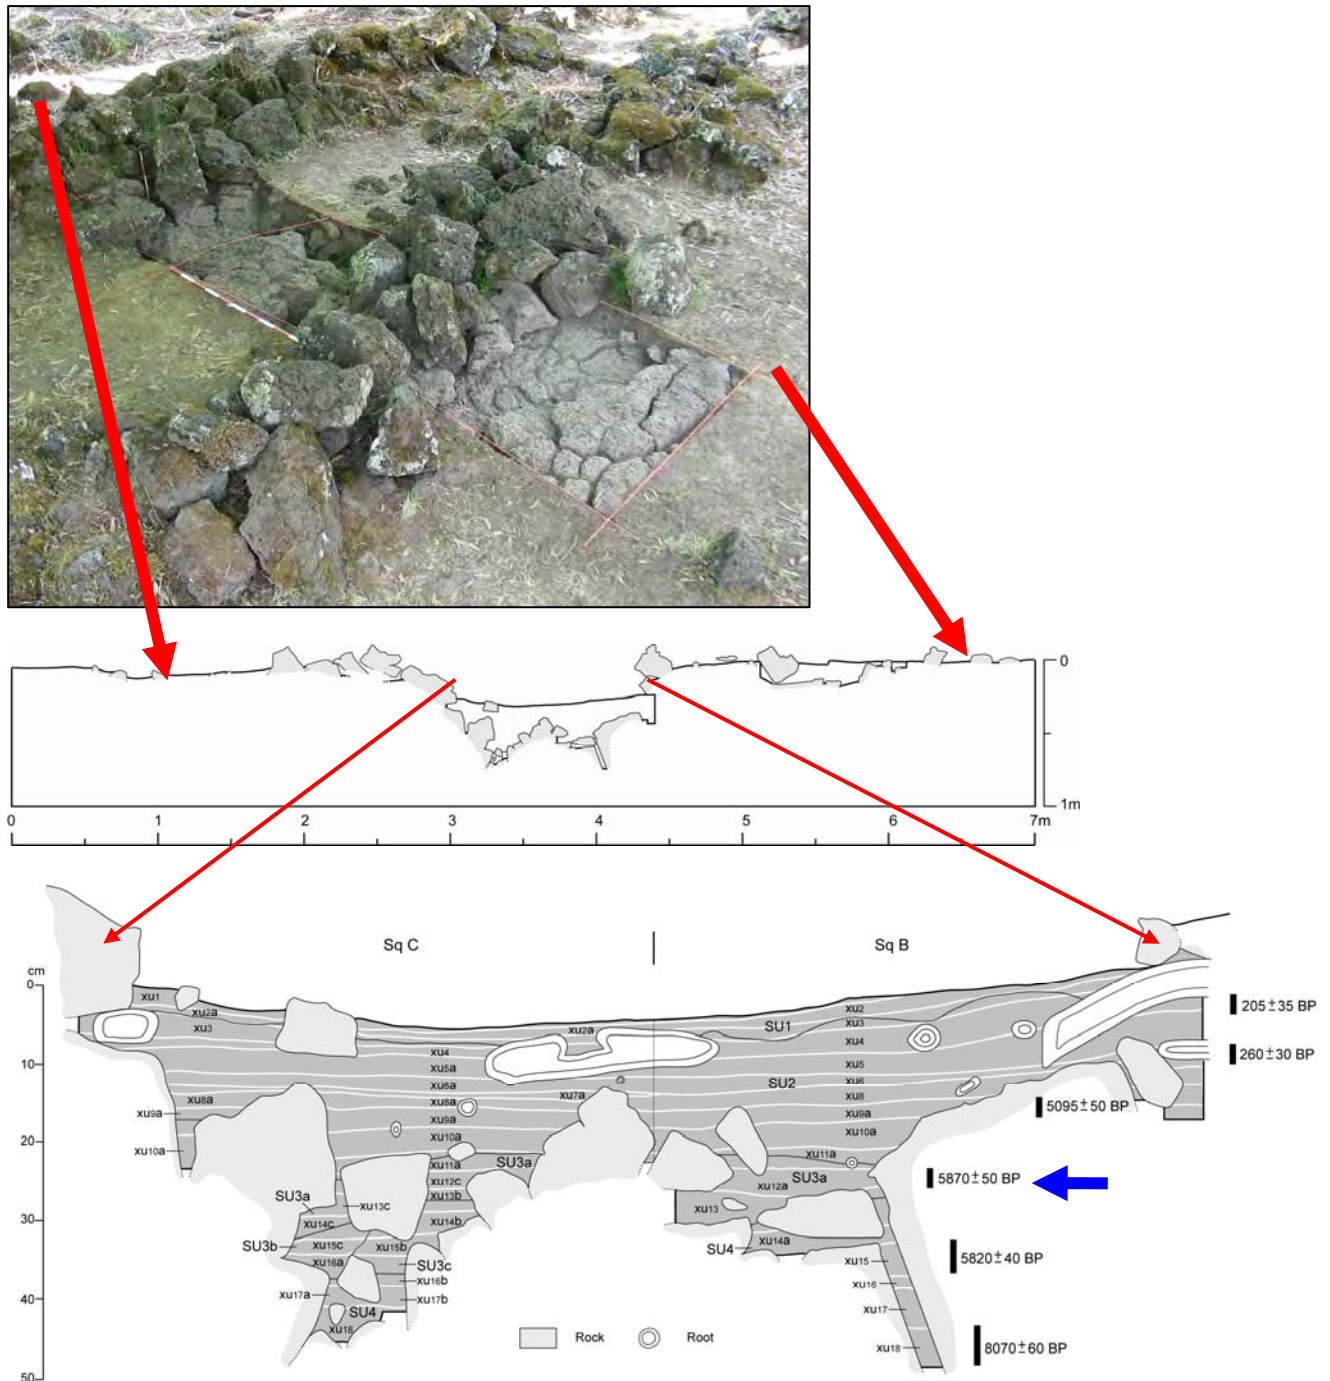 0
1m
0 1 2 3 4 5 6 7m
Sq C Sq B
cm
0
10
20
30
40
50
xu1
xu2a
xu3
xu2a
xu4
xu5a
xu6a
xu7a
xu8a
xu8a
xu9a
xu9a
xu10a
xu10a
xu11a
SU3a
xu12c
xu13b
SU3a
xu13c
xu14c
xu14b
SU3b
xu15c
xu15b
xu16a
SU3c
xu16b
xu17a
xu17b
SU4
xu18
xu2
SU1
xu3
xu4
xu5
SU2
xu6
xu8
xu9a
xu10a
xu11a
SU3a
xu12a
xu13
xu14a
SU4
xu15
xu16
xu17
xu18
205±35 BP
260±30 BP
5095±50 BP
5870±50 BP
5820±40 BP
8070±60 BP
Rock Root